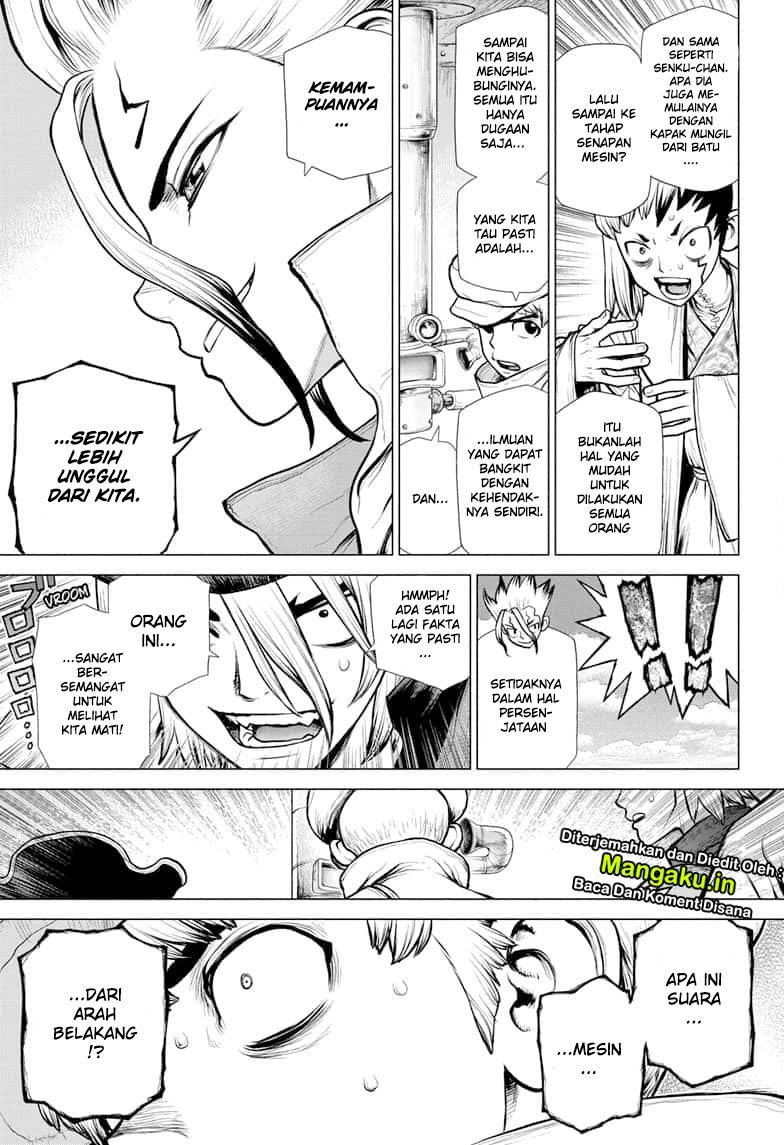 DAN SAMA
SEPERTI
SENKU-CHAN.
APA DIA
JUGA ME-
MULAINYA
DENGAN
KAPAK MUNGIL
DARI BATU
....
LALU
SAMPAI KE
TAHAP
SENAPAN
MESIN?
ITU
BUKANLAH
HAL YANG
MUDAH
UNTUK
DILAKUKAN
SEMUA
ORANG
SAMPAI
KITA BISA
MENGHU-
BUNGINYA.
SEMUA ITU
HANYA
DUGAAN
SAJA...
YANG KITA
TAU PASTI
ADALAH...
...ILMUAN
YANG DAPAT
BANGKIT
DENGAN
KEHENDAK-
NYA SENDIRI.
DAN...
KEMAM-
PUANNYA
...
...SEDIKIT
LEBIH
UNGGUL
DARI KITA.
!!
SETIDAKNYA
DALAM HAL
PERSEN-
JATAAN
HMMPH!
ADA SATU
LAGI FAKTA
YANG PASTI ...
ORANG
INI...
...SANGAT
BER-
SEMANGAT
UNTUK
MELIHAT
KITA MATI!
VROOM
ブロロロロ...
Diterjemahkan dan Diedit Oleh :
Mangaku.in
Baca Dan Koment Disana
APA INI
SUARA
...
...MESIN
...DARI
ARAH
BELAKANG
!?